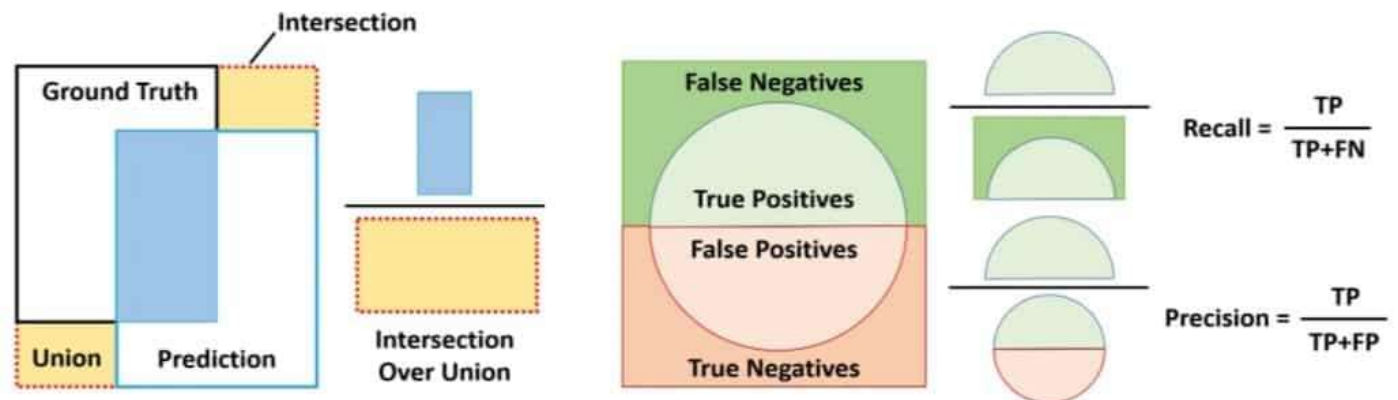 Intersection
Ground Truth
Union
Prediction
Intersection
Over Union
False Negatives
True Positives
False Positives
True Negatives
Recall = TP
TP+FN
Precision = TP
TP+FP